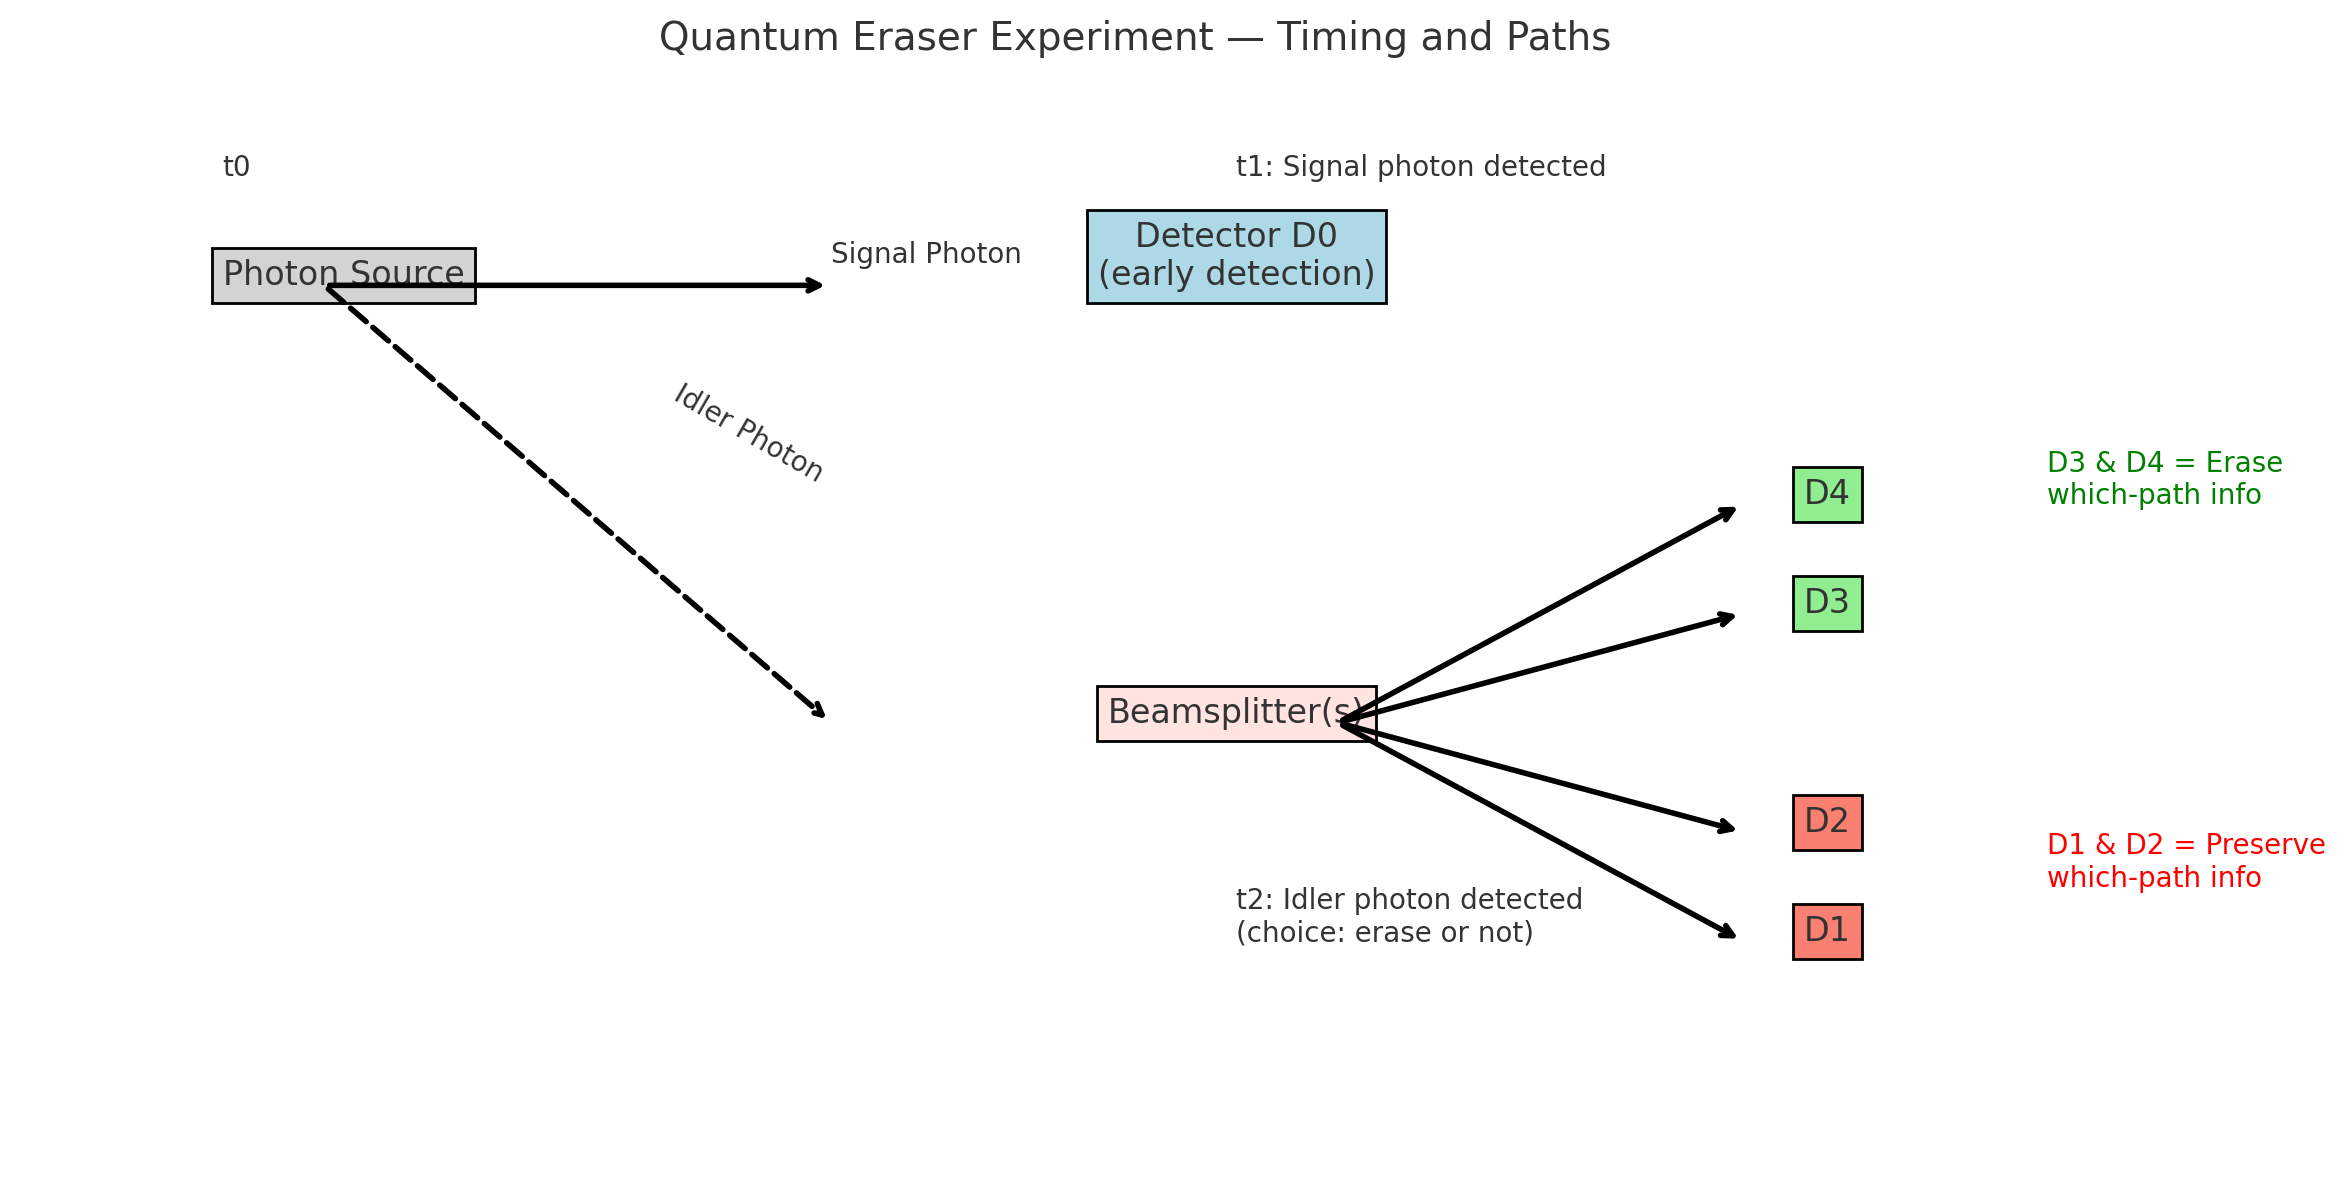 Quantum Eraser Experiment — Timing and Paths
t0
t1: Signal photon detected
Photon Source
Signal Photon
Detector D0
(early detection)
Idler Photon
D4
D3 & D4 = Erase
which-path info
D3
Beamsplitter(s)
D2
D1 & D2 = Preserve
which-path info
t2: Idler photon detected
(choice: erase or not)
D1